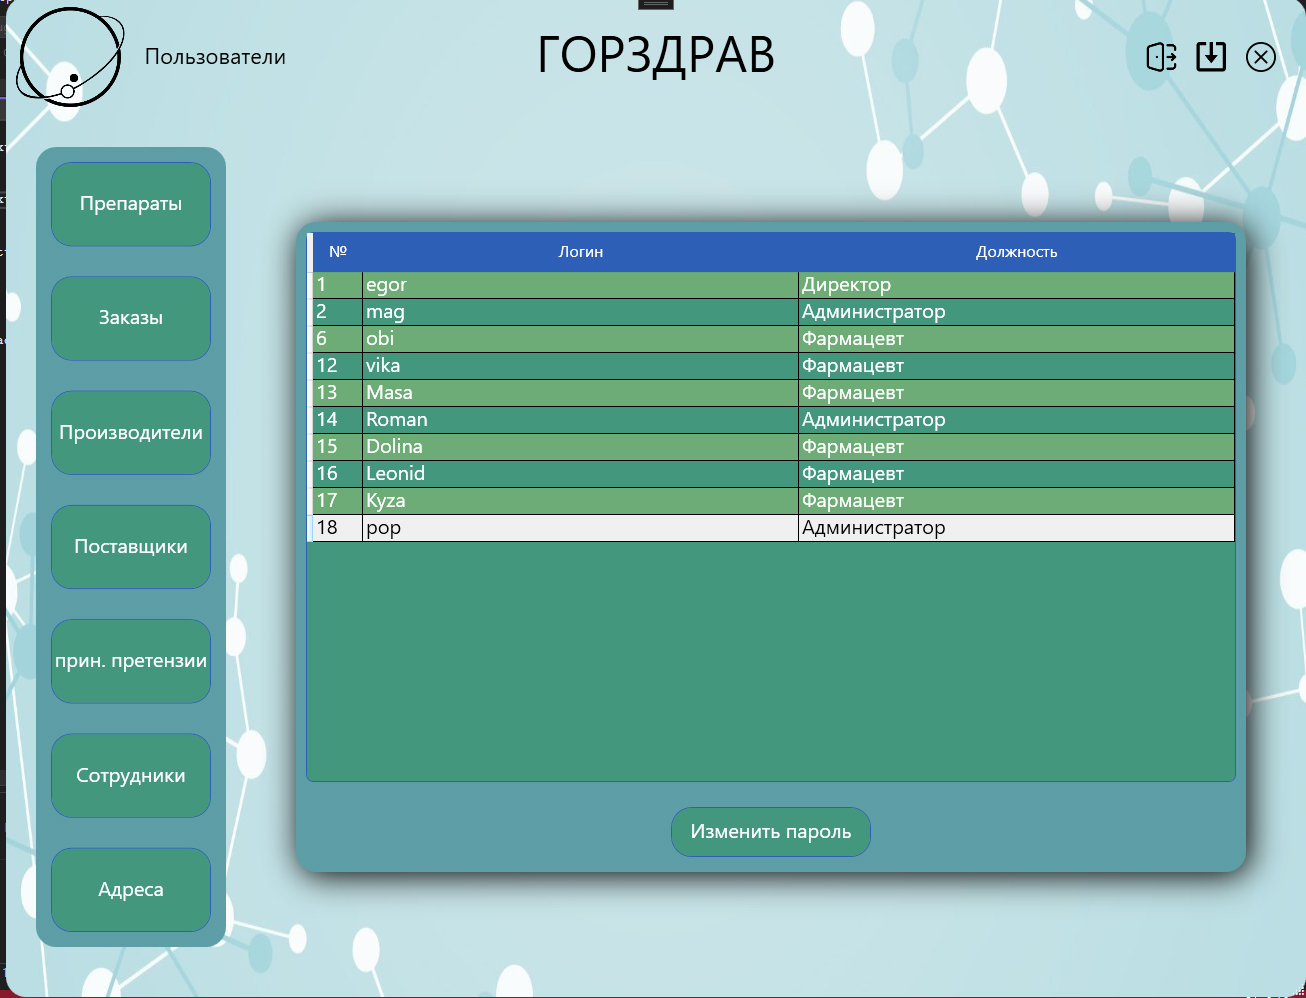 Пользователи
ГОРЗДРАВ
Препараты
Заказы
Производители
Поставщики
прин. претензии
Сотрудники
Адреса
№ Логин Должность
1 egor Директор
2 mag Администратор
6 obi Фармацевт
12 vika Фармацевт
13 Masa Фармацевт
14 Roman Администратор
15 Dolina Фармацевт
16 Leonid Фармацевт
17 Kyza Фармацевт
18 pop Администратор
Изменить пароль